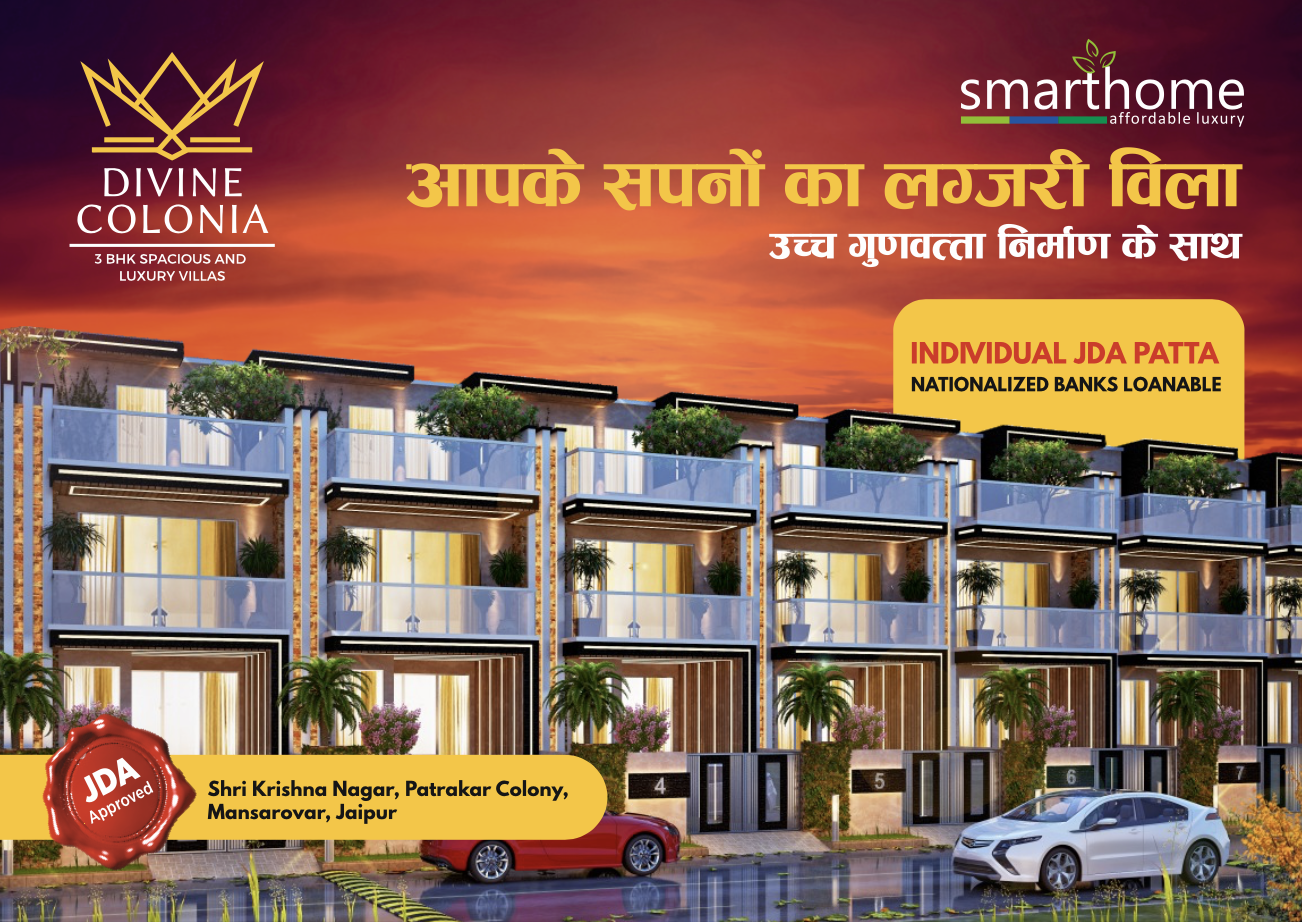 DIVINE
COLONIA
3 BHK SPACIOUS AND
LUXURY VILLAS
smarthome
affordable luxury
आपके सपनों का लग्जरी विला
उच्च गुणवत्ता निर्माण के साथ
INDIVIDUAL JDA PATTA
NATIONALIZED BANKS LOANABLE
4
5
6
7
JDA
Approved
Shri Krishna Nagar, Patrakar Colony,
Mansarovar, Jaipur